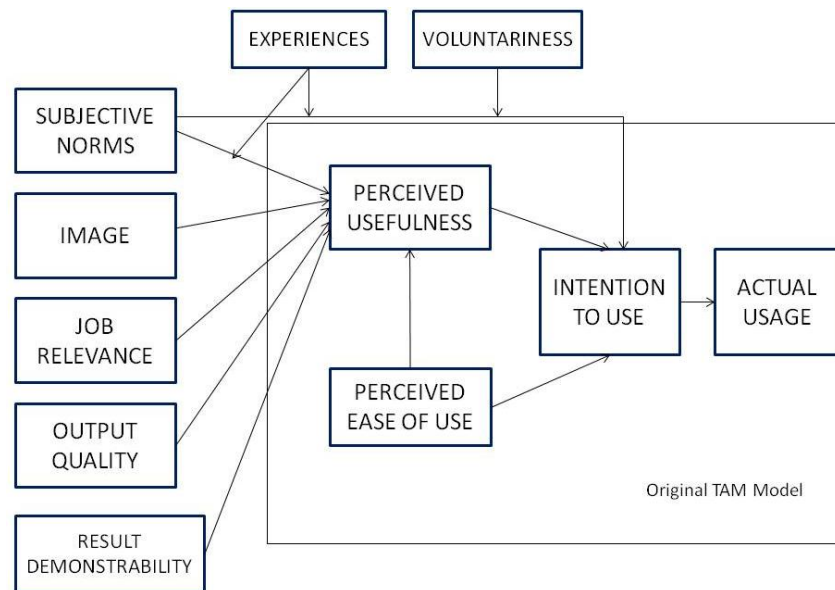 EXPERIENCES
VOLUNTARINESS
SUBJECTIVE
NORMS
PERCEIVED
USEFULNESS
IMAGE
INTENTION
TO USE
ACTUAL
USAGE
JOB
RELEVANCE
PERCEIVED
EASE OF USE
OUTPUT
QUALITY
Original TAM Model
RESULT
DEMONSTRABILITY